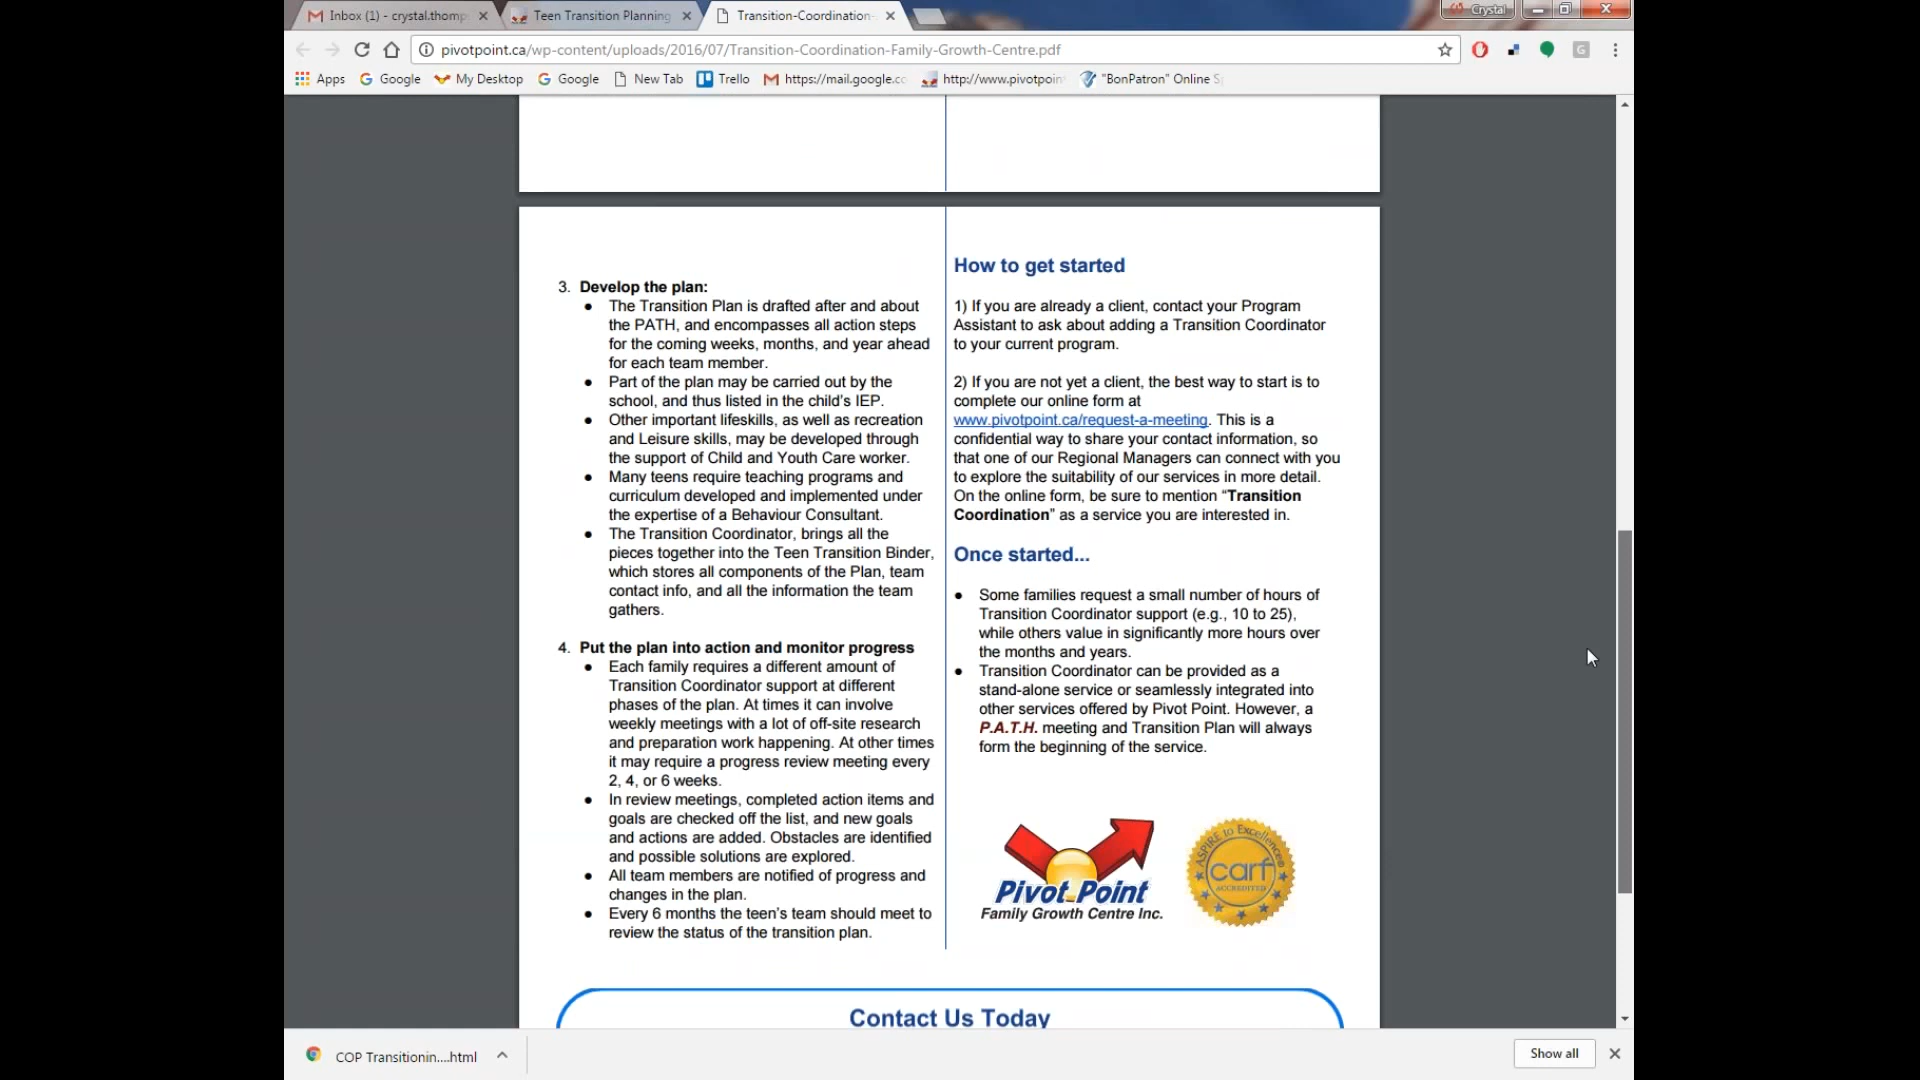 Inbox (1) - crystal.thomp
Teen Transition Planning
Transition-Coordination-
Crystal
pivotpoint.ca/wp-content/uploads/2016/07/Transition-Coordination-Family-Growth-Centre.pdf
Apps
Google
My Desktop
Google
New Tab
Trello
https://mail.google.co
http://www.pivotpoin
"BonPatron" Online S
3. Develop the plan:
● The Transition Plan is drafted after and about
the PATH, and encompasses all action steps
for the coming weeks, months, and year ahead
for each team member.
● Part of the plan may be carried out by the
school, and thus listed in the child's IEP.
● Other important lifeskills, as well as recreation
and Leisure skills, may be developed through
the support of Child and Youth Care worker.
● Many teens require teaching programs and
curriculum developed and implemented under
the expertise of a Behaviour Consultant.
● The Transition Coordinator, brings all the
pieces together into the Teen Transition Binder,
which stores all components of the Plan, team
contact info, and all the information the team
gathers.
4. Put the plan into action and monitor progress
● Each family requires a different amount of
Transition Coordinator support at different
phases of the plan. At times it can involve
weekly meetings with a lot of off-site research
and preparation work happening. At other times
it may require a progress review meeting every
2, 4, or 6 weeks.
● In review meetings, completed action items and
goals are checked off the list, and new goals
and actions are added. Obstacles are identified
and possible solutions are explored.
● All team members are notified of progress and
changes in the plan.
● Every 6 months the teen's team should meet to
review the status of the transition plan.
How to get started
1) If you are already a client, contact your Program
Assistant to ask about adding a Transition Coordinator
to your current program.
2) If you are not yet a client, the best way to start is to
complete our online form at
www.pivotpoint.ca/request-a-meeting. This is a
confidential way to share your contact information, so
that one of our Regional Managers can connect with you
to explore the suitability of our services in more detail.
On the online form, be sure to mention “Transition
Coordination” as a service you are interested in.
Once started...
● Some families request a small number of hours of
Transition Coordinator support (e.g., 10 to 25),
while others value in significantly more hours over
the months and years.
● Transition Coordinator can be provided as a
stand-alone service or seamlessly integrated into
other services offered by Pivot Point. However, a
P.A.T.H. meeting and Transition Plan will always
form the beginning of the service.
Pivot Point
Family Growth Centre Inc.
ASPIRE to Excellence®
carf
ACCREDITED
Contact Us Today
COP Transitionin....html
Show all